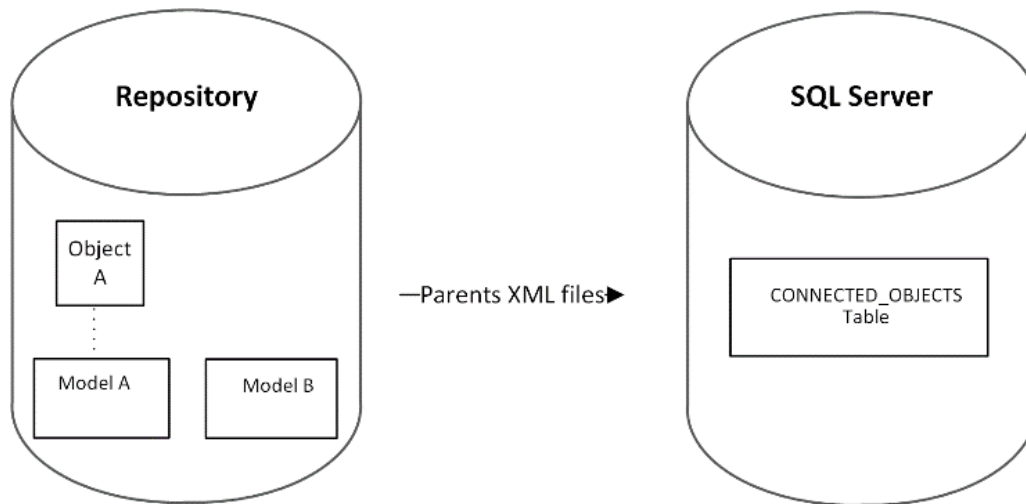 Repository
SQL Server
Object
A
Parents XML files
CONNECTED_OBJECTS
Table
Model A
Model B